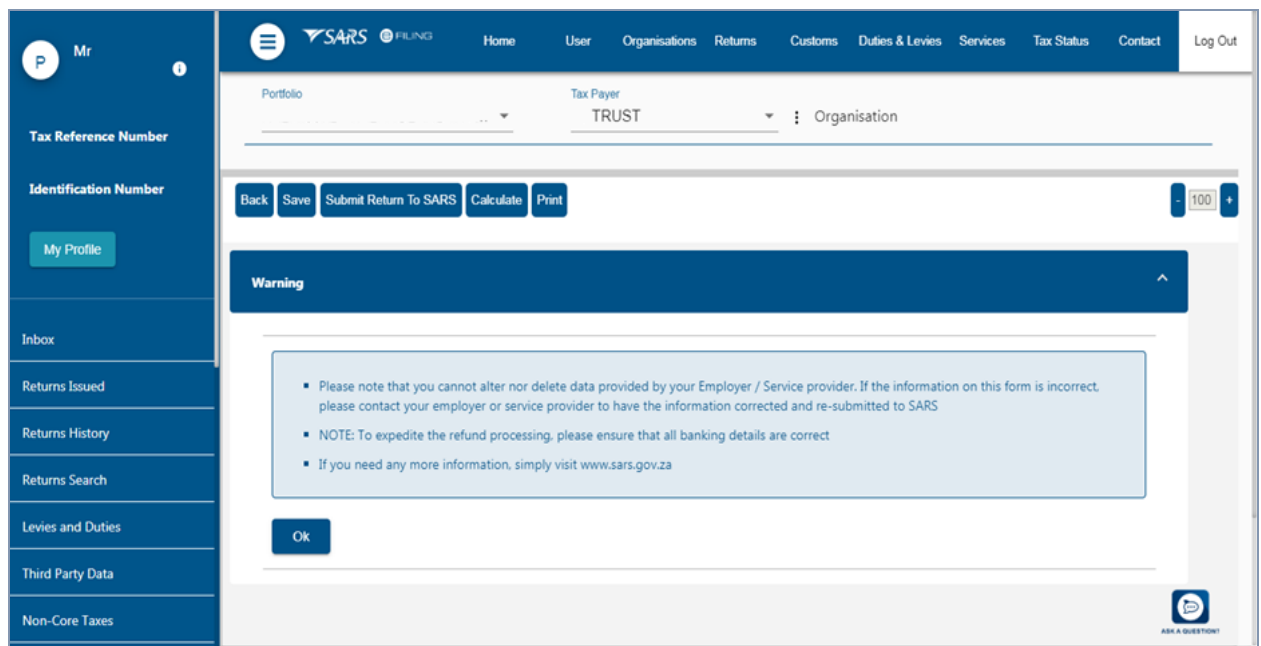 P
Mr
Tax Reference Number
Identification Number
My Profile
Inbox
Returns Issued
Returns History
Returns Search
Levies and Duties
Third Party Data
Non-Core Taxes
SARS eFILING
Home User Organisations Returns Customs Duties & Levies Services Tax Status Contact Log Out
Portfolio
Tax Payer
TRUST
Organisation
Back Save Submit Return To SARS Calculate Print
- 100 +
Warning
Please note that you cannot alter nor delete data provided by your Employer / Service provider. If the information on this form is incorrect,
please contact your employer or service provider to have the information corrected and re-submitted to SARS
NOTE: To expedite the refund processing, please ensure that all banking details are correct
If you need any more information, simply visit www.sars.gov.za
Ok
ASK A QUESTION?